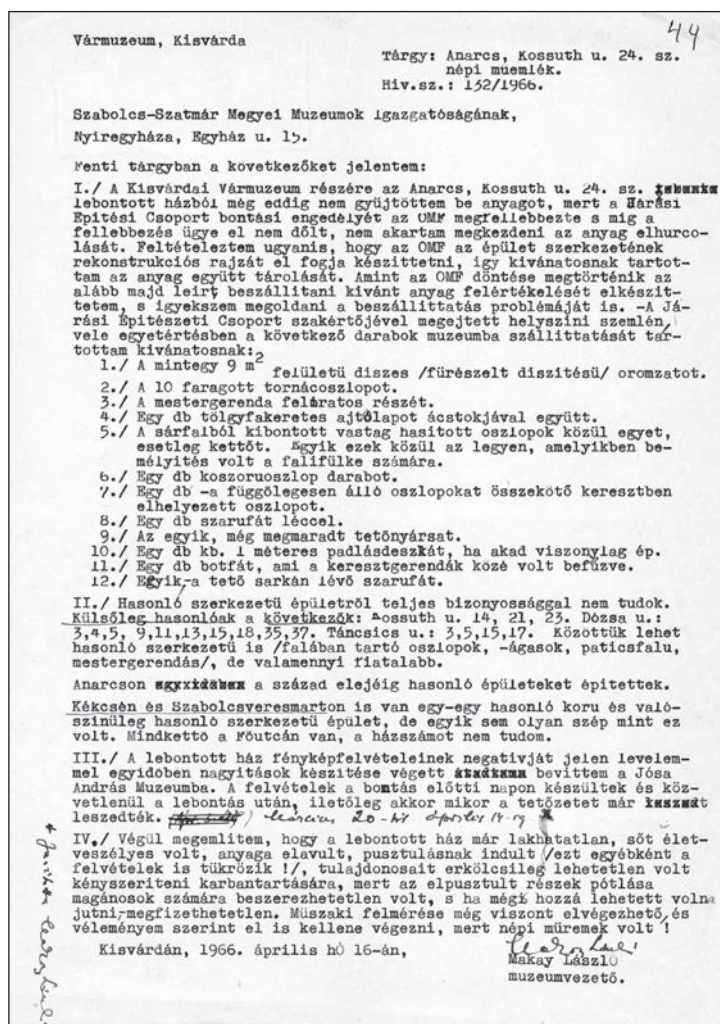 44
Vármuzeum, Kisvárda
Tárgy: Anarcs, Kossuth u. 24. sz.
népi müemlék.
Hiv.sz.: 132/1966.
Szabolcs-Szatmár Megyei Muzeumok Igazgatóságának,
Nyiregyháza, Egyház u. 15.
Fenti tárgyban a következőket jelentem:
I./ A Kisvárdai Vármuzeum részére az Anarcs, Kossuth u. 24. sz.
lebontott házból még eddig nem gyüjtöttem be anyagot, mert a Járási
Epitési Csoport bontási engedélyét az OMF megfellebbezte s mig a
fellebbezés ügye el nem dőlt, nem akartam megkezdeni az anyag elhurco-
lását. Feltételeztem ugyanis, hogy az OMF az épület szerkezetének
rekonstrukciós rajzát el fogja készittetni, igy kivánatosnak tartot-
tam az anyag együtt tárolását. Amint az OMF döntése megtörténik az
alább majd leirt beszállitani kivánt anyag felértékelését elkészit-
tetem, s igyekszem megoldani a beszállittatás problémáját is. -A Já-
rási Epitészeti Csoport szakértőjével megejtett helyszini szemlén,
vele egyetértésben a következő darabok muzeumba szállittatását tar-
tottam kivánatosnak:
1./ A mintegy 9 m2 felületü diszes /fürészelt diszitésü/ oromzatot.
2./ A 10 faragott tornácoszlopot.
3./ A mestergerenda feliratos részét.
4./ Egy db tölgyfakeretes ajtólapot ácstokjával együtt.
5./ A sárfalból kibontott vastag hasitott oszlopok közül egyet,
esetleg kettőt. Egyik ezek közül az legyen, amelyikben be-
mélyités volt a falifülke számára.
6./ Egy db koszoruoszlop darabot.
7./ Egy db -a függőlegesen álló oszlopokat összekötő keresztben
elhelyezett oszlopot.
8./ Egy db szarufát léccel.
9./ Az egyik, még megmaradt tetőnyársat.
10./ Egy db kb. 1 méteres padlásdeszkát, ha akad viszonylag ép.
11./ Egy db botfát, ami a keresztgerendák közé volt befüzve.
12./ Egyik,-a tető sarkán lévő szarufát.
II./ Hasonló szerkezetü épületről teljes bizonyossággal nem tudok.
Külsőleg hasonlóak a következők: Kossuth u. 14, 21, 23. Dózsa u.:
3,4,5, 9,11,13,15,18,35,37. Táncsics u.: 3,5,15,17. Közöttük lehet
hasonló szerkezetü is /falában tartó oszlopok, -ágasok, paticsfalu,
mestergerendás/, de valamennyi fiatalabb.
Anarcson a század elejéig hasonló épületeket épitettek.
Kékcsén és Szabolcsveresmarton is van egy-egy hasonló koru és való-
szinüleg hasonló szerkezetü épület, de egyik sem olyan szép mint ez
volt. Mindkettő a Főutcán van, a házszámot nem tudom.
III./ A lebontott ház fényképfelvételeinek negativját jelen levelem-
mel egyidőben nagyitások készitése végett bevittem a Jósa
András Muzeumba. A felvételek a bontás előtti napon készültek és köz-
vetlenül a lebontás után, iletőleg akkor mikor a tetőzetet már
leszedték. Március 20-án április 14-
IV./ Végül megemlitem, hogy a lebontott ház már lakhatatlan, sőt élet-
veszélyes volt, anyaga elavult, pusztulásnak indult /ezt egyébként a
felvételek is tükrözik !/, tulajdonosait erkölcsileg lehetetlen volt
kényszeriteni karbantartására, mert az elpusztult részek pótlása
magánosok számára beszerezhetetlen volt, s ha mégis hozzá lehetett volna
jutni,-megfizethetetlen. Müszaki felmérése még viszont elvégezhető,és
véleményem szerint el is kellene végezni, mert népi müremek volt !
Kisvárdán, 1966. április hó 16-án,
Makay László
muzeumvezető.